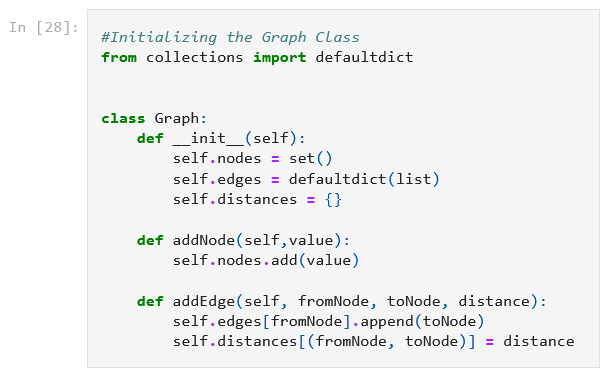 In [28]:
#Initializing the Graph Class
from collections import defaultdict
class Graph:
    def __init__(self):
        self.nodes = set()
        self.edges = defaultdict(list)
        self.distances = {}
    def addNode(self,value):
        self.nodes.add(value)
    def addEdge(self, fromNode, toNode, distance):
        self.edges[fromNode].append(toNode)
        self.distances[(fromNode, toNode)] = distance